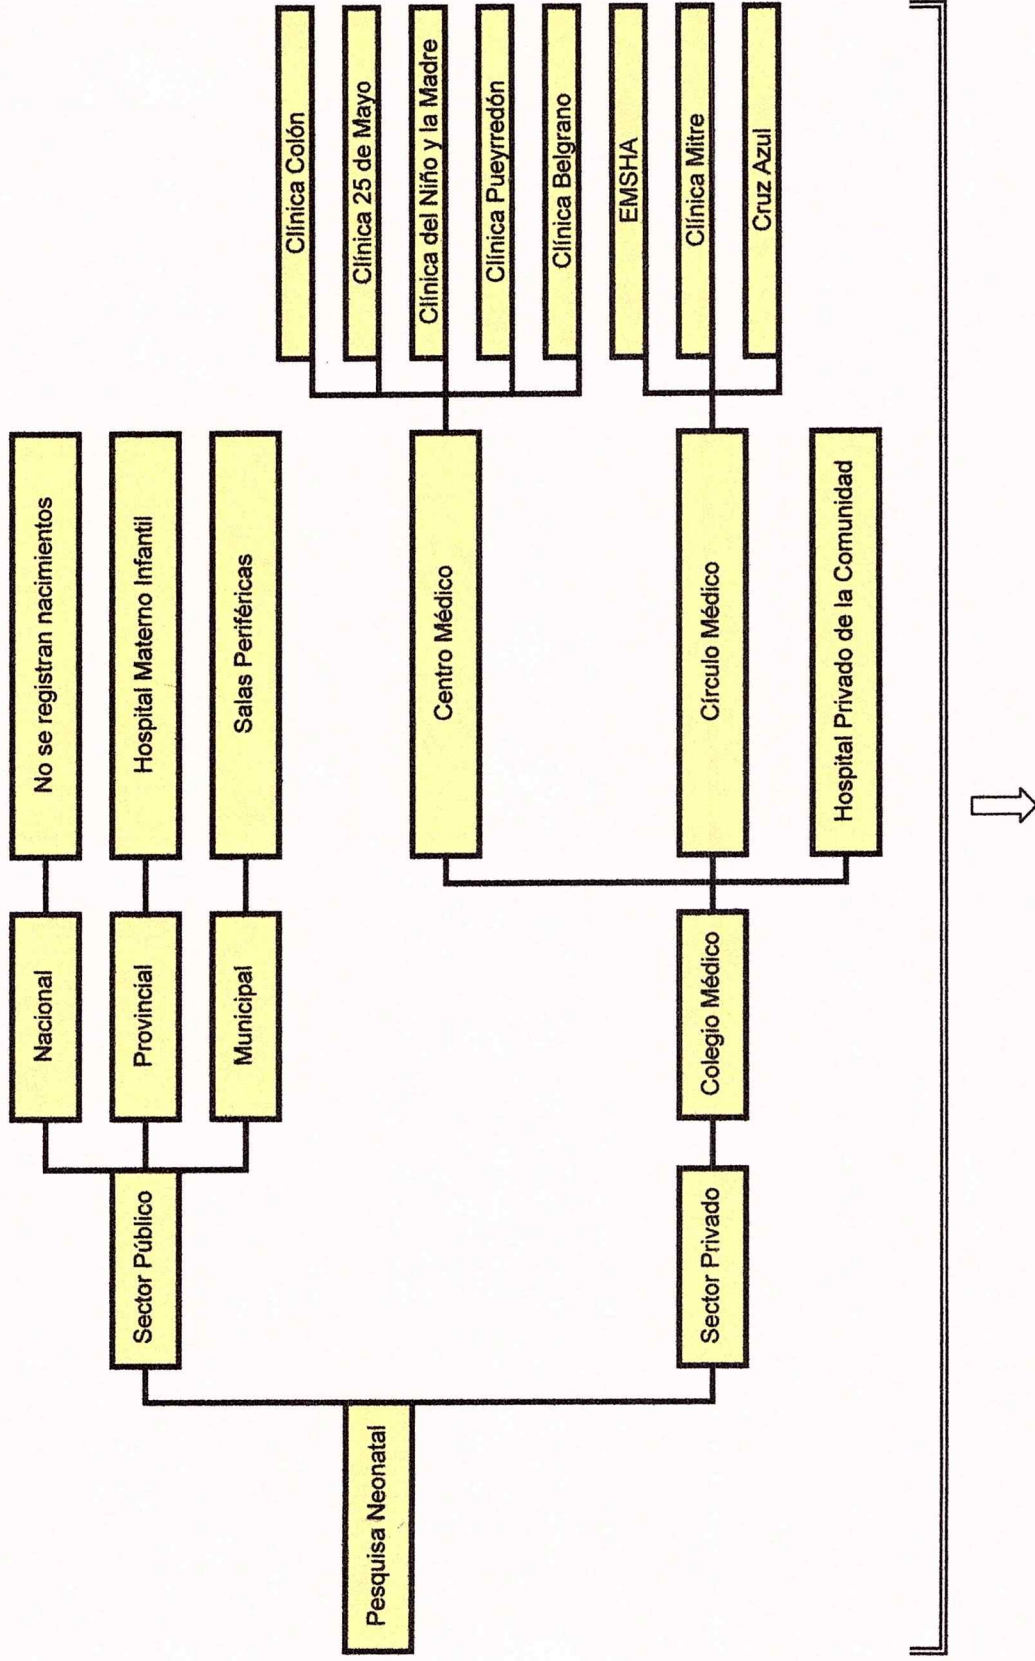 Pesquisa Neonatal
Sector Público
Nacional
No se registran nacimientos
Provincial
Hospital Materno Infantil
Municipal
Salas Periféricas
Sector Privado
Colegio Médico
Centro Médico
Clínica Colón
Clínica 25 de Mayo
Clínica del Niño y la Madre
Clínica Pueyrredón
Clínica Belgrano
Círculo Médico
EMSHA
Clínica Mitre
Cruz Azul
Hospital Privado de la Comunidad